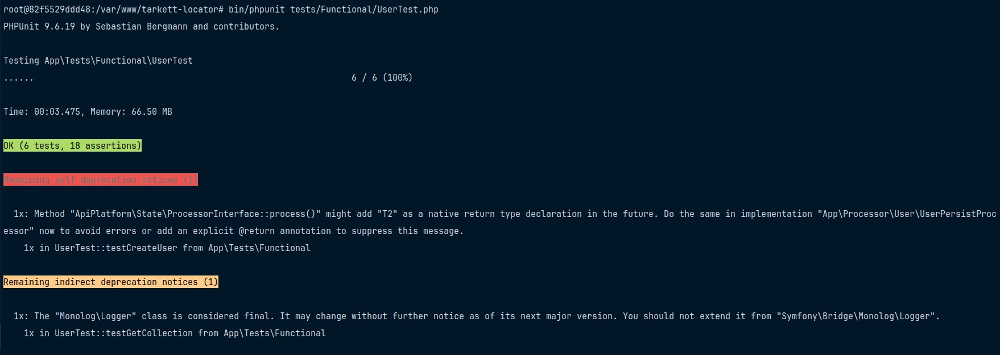 root@82f5529ddd48:/var/www/tarkett-locator# bin/phpunit tests/Functional/UserTest.php
PHPUnit 9.6.19 by Sebastian Bergmann and contributors.
Testing App\Tests\Functional\UserTest
...... 6 / 6 (100%)
Time: 00:03.475, Memory: 66.50 MB
OK (6 tests, 18 assertions)
Remaining self deprecation notices (1)
1x: Method "ApiPlatform\State\ProcessorInterface::process()" might add "T2" as a native return type declaration in the future. Do the same in implementation "App\Processor\User\UserPersistProc
essor" now to avoid errors or add an explicit @return annotation to suppress this message.
1x in UserTest::testCreateUser from App\Tests\Functional
Remaining indirect deprecation notices (1)
1x: The "Monolog\Logger" class is considered final. It may change without further notice as of its next major version. You should not extend it from "Symfony\Bridge\Monolog\Logger".
1x in UserTest::testGetCollection from App\Tests\Functional